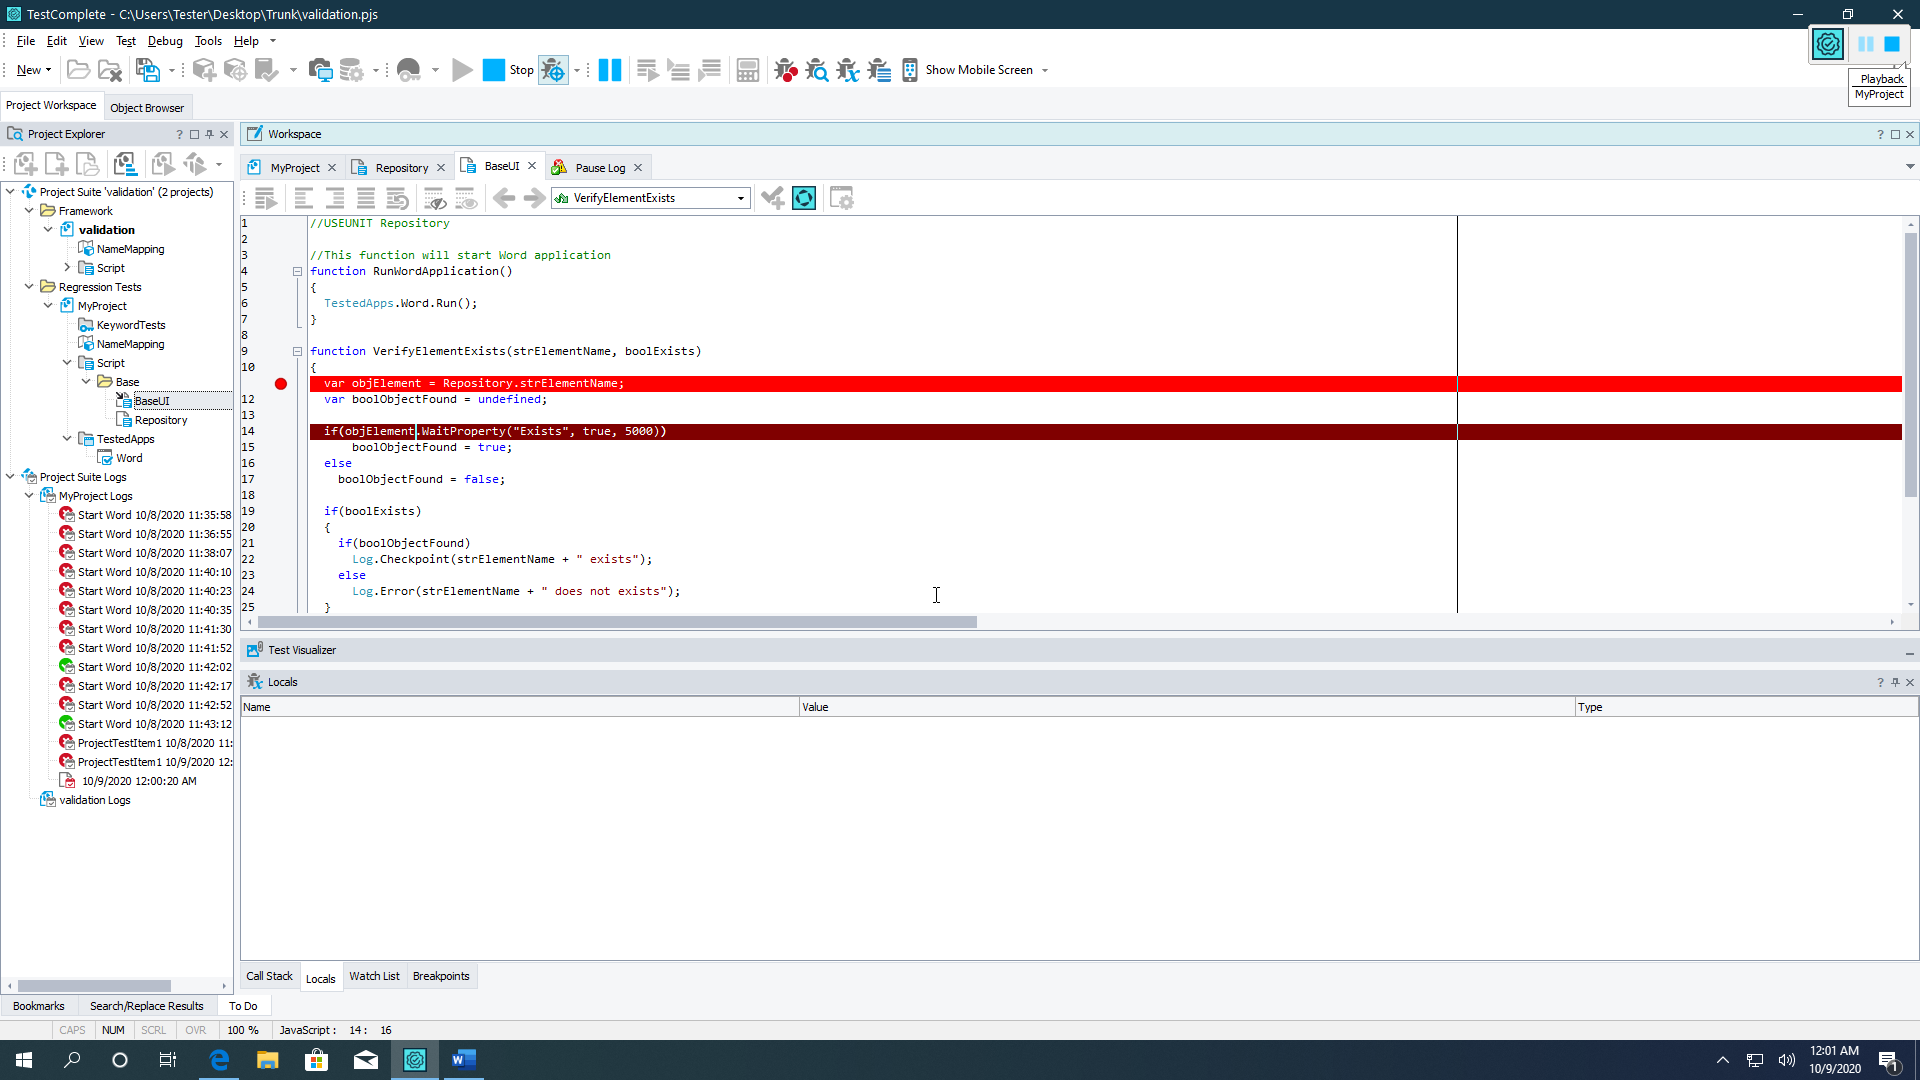 TestComplete - C:\Users\Tester\Desktop\Trunk\validation.pjs
File Edit View Test Debug Tools Help
New Stop Show Mobile Screen
Playback
MyProject
Project Workspace Object Browser
Project Explorer ?
Workspace ?
MyProject Repository BaseUI Pause Log
VerifyElementExists
Project Suite 'validation' (2 projects)
Framework
validation
NameMapping
Script
Regression Tests
MyProject
KeywordTests
NameMapping
Script
Base
BaseUI
Repository
TestedApps
Word
Project Suite Logs
MyProject Logs
Start Word 10/8/2020 11:35:58
Start Word 10/8/2020 11:36:55
Start Word 10/8/2020 11:38:07
Start Word 10/8/2020 11:40:10
Start Word 10/8/2020 11:40:23
Start Word 10/8/2020 11:40:35
Start Word 10/8/2020 11:41:30
Start Word 10/8/2020 11:41:52
Start Word 10/8/2020 11:42:02
Start Word 10/8/2020 11:42:17
Start Word 10/8/2020 11:42:52
Start Word 10/8/2020 11:43:12
ProjectTestItem1 10/8/2020 11:
ProjectTestItem1 10/9/2020 12:
10/9/2020 12:00:20 AM
validation Logs
1 //USEUNIT Repository
2
3 //This function will start Word application
4 function RunWordApplication()
5 {
6 TestedApps.Word.Run();
7 }
8
9 function VerifyElementExists(strElementName, boolExists)
10 {
var objElement = Repository.strElementName;
12 var boolObjectFound = undefined;
13
14 if(objElement.WaitProperty("Exists", true, 5000))
15 boolObjectFound = true;
16 else
17 boolObjectFound = false;
18
19 if(boolExists)
20 {
21 if(boolObjectFound)
22 Log.Checkpoint(strElementName + " exists");
23 else
24 Log.Error(strElementName + " does not exists");
25 }
Test Visualizer
Locals ?
Name Value Type
Call Stack Locals Watch List Breakpoints
Bookmarks Search/Replace Results To Do
CAPS NUM SCRL OVR 100 % JavaScript : 14 : 16
12:01 AM
10/9/2020
1